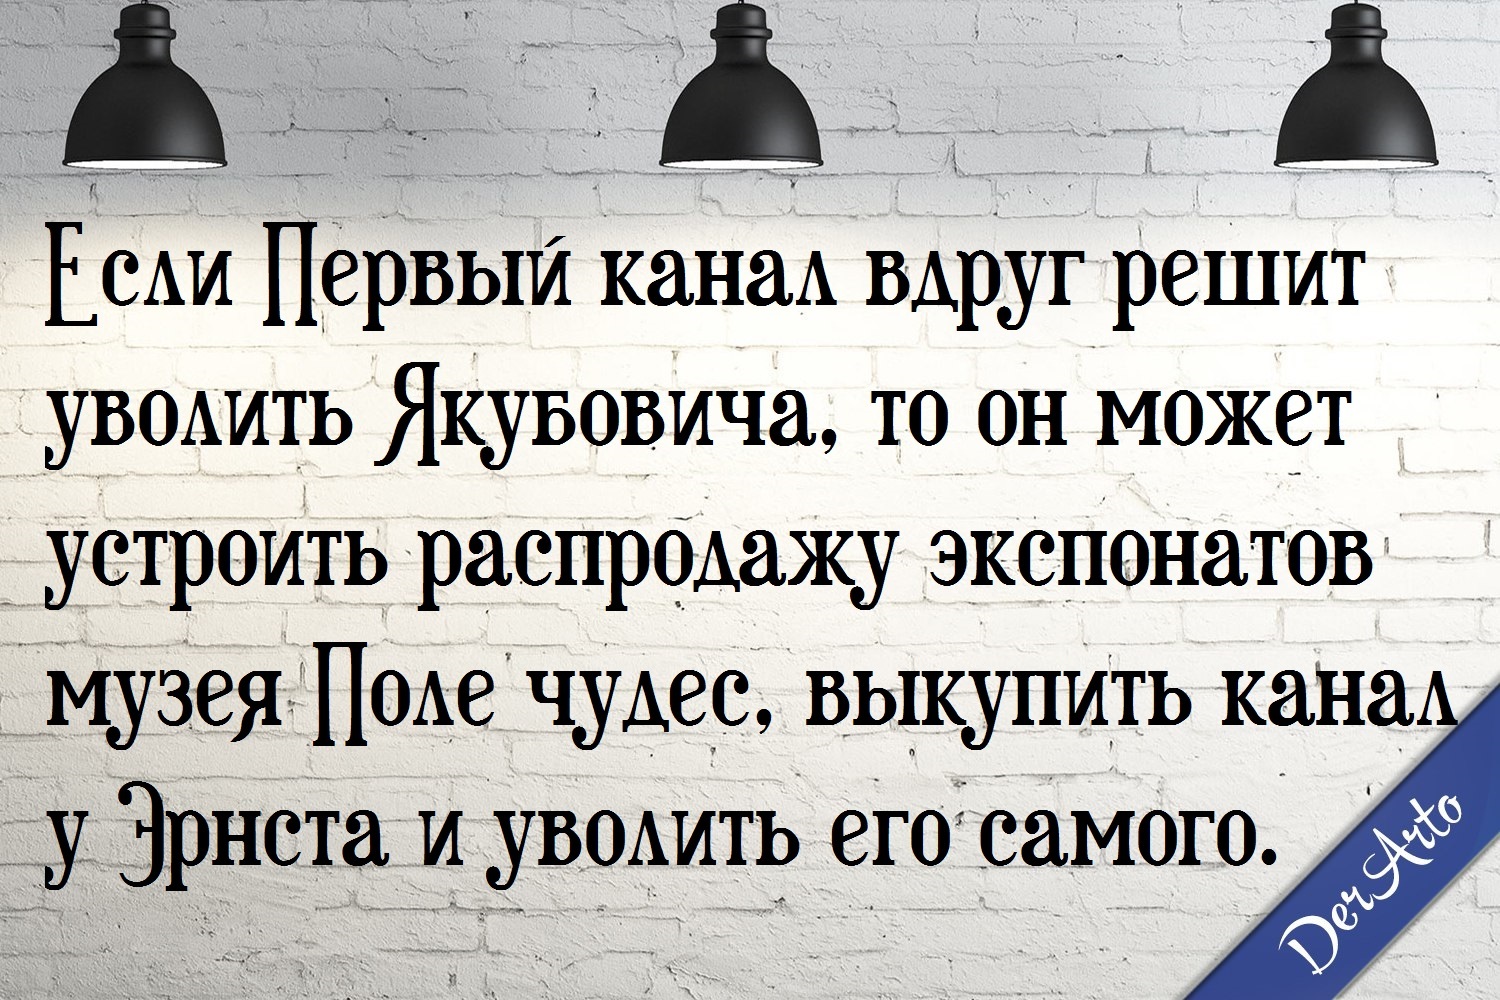 Если Первый канал вдруг решит
уволить Якубовича, то он может
устроить распродажу экспонатов
музея Поле чудес, выкупить канал
у Эрнста и уволить его самого.
DerArto